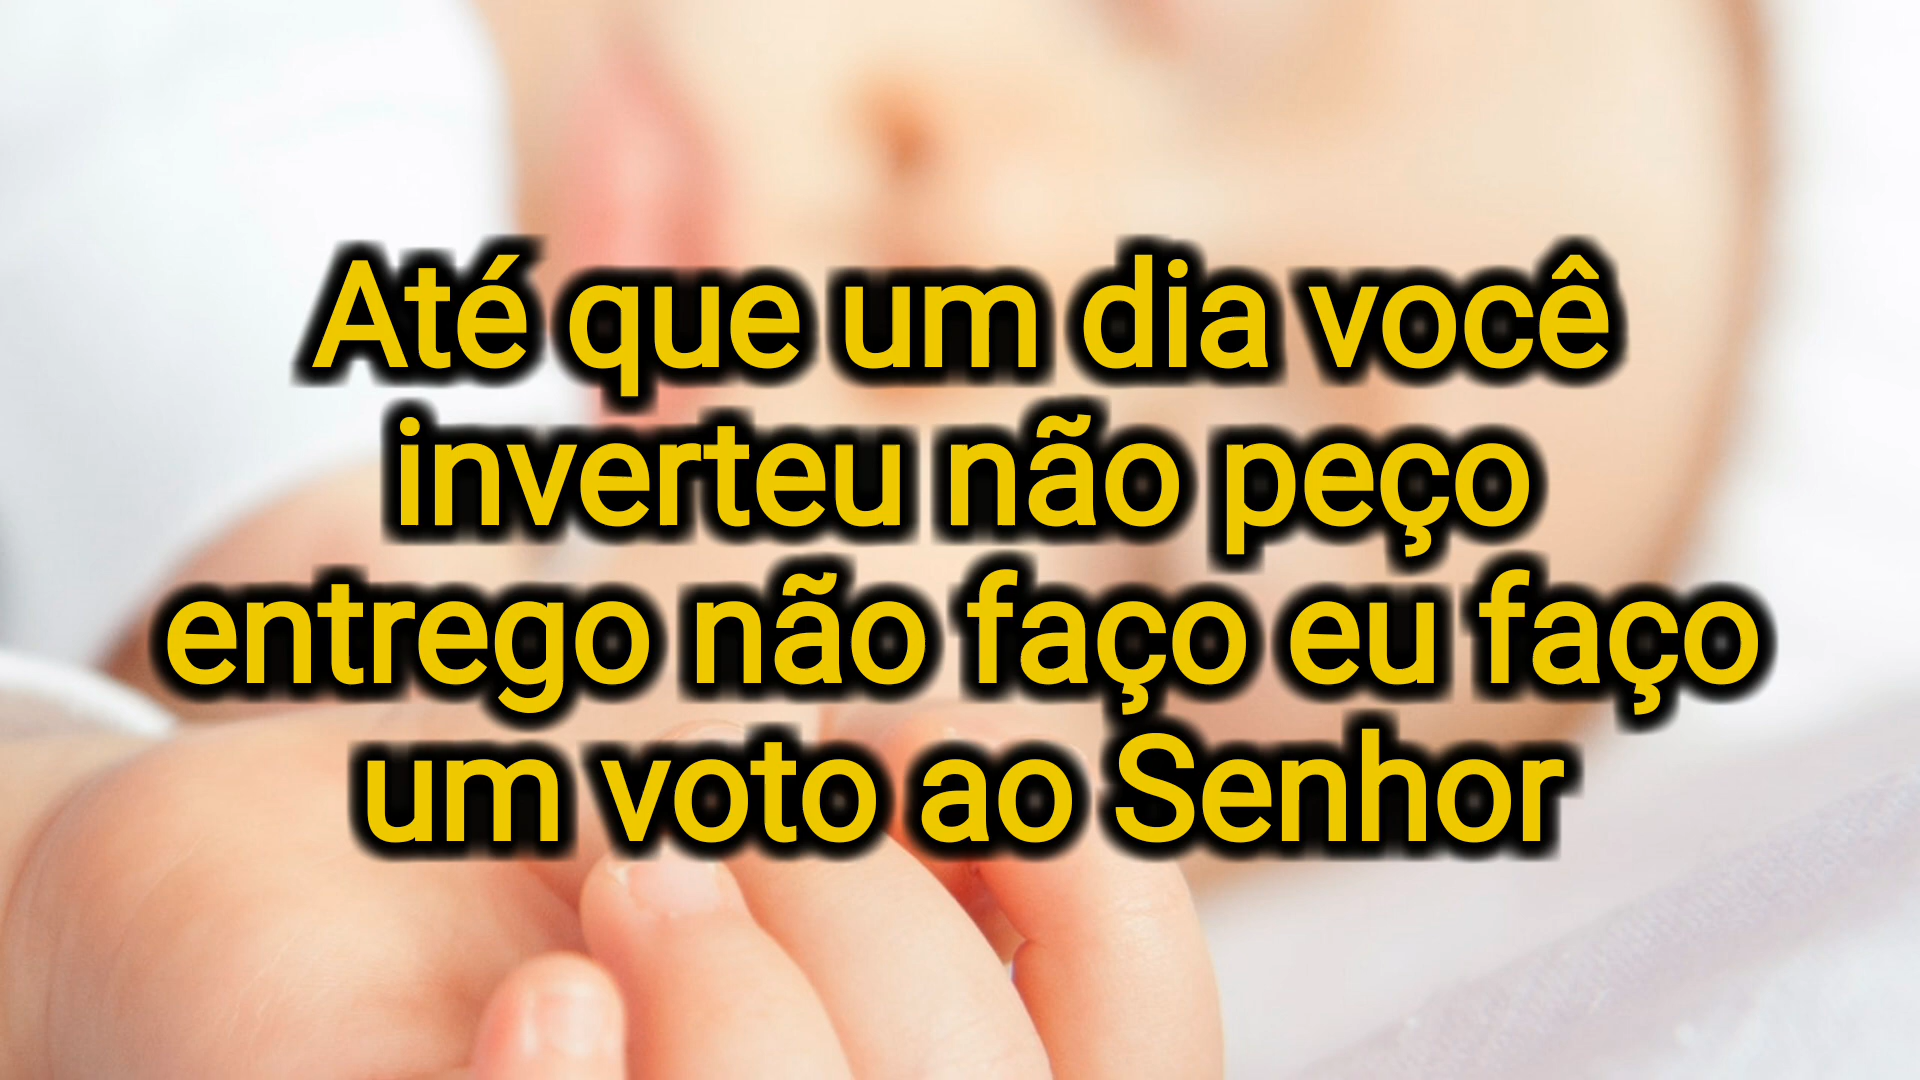 Até que um dia você
inverteu não peço
entrego não faço eu faço
um voto ao Senhor